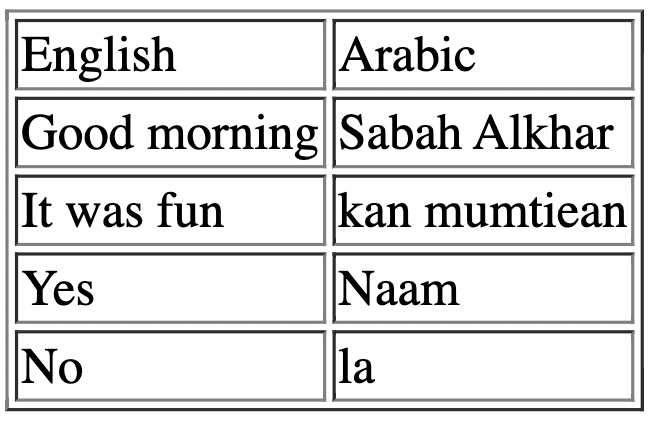 English Arabic
Good morning Sabah Alkhar
It was fun kan mumtiean
Yes Naam
No la